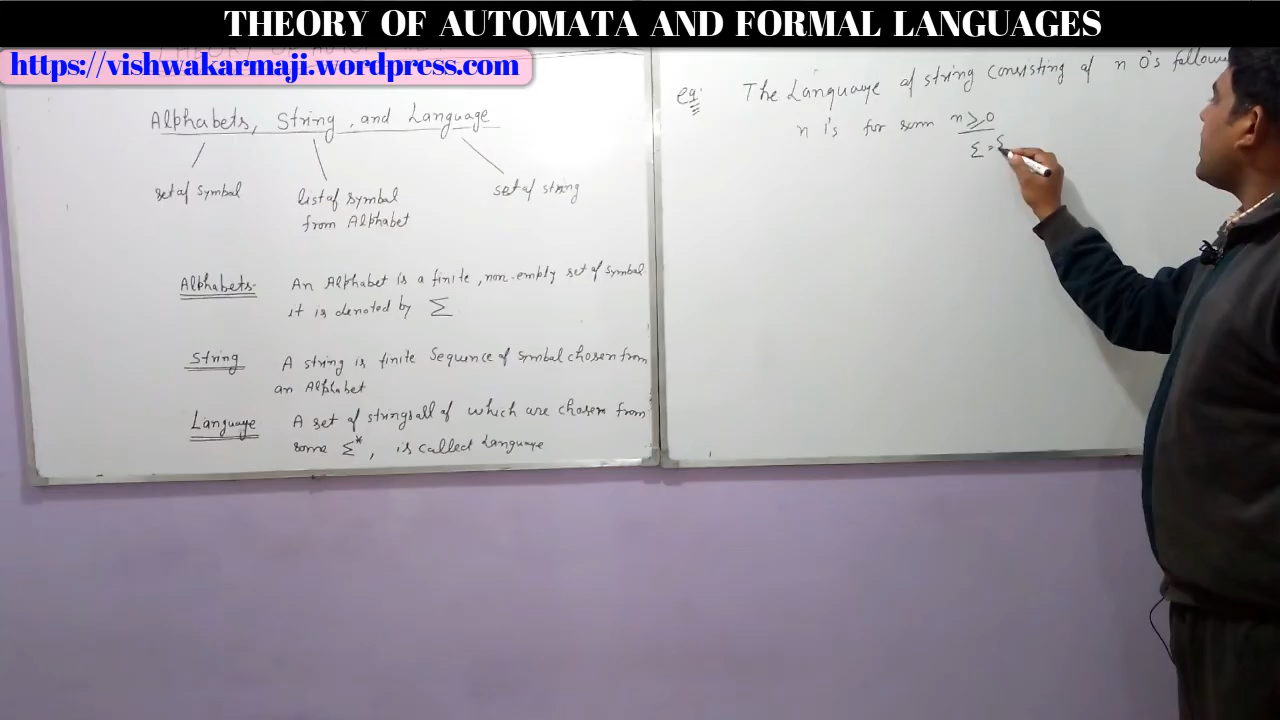 THEORY OF AUTOMATA AND FORMAL LANGUAGES
https://vishwakarmaji.wordpress.com
Alphabets, String, and Language
set of symbol
list of symbol
from Alphabet
set of string
Alphabets- An Alphabet is a finite, non-empty set of symbol
it is denoted by Σ
String A string is finite Sequence of symbol chosen from
an Alphabet
Language A set of strings all of which are chosen from
some Σ*, is called Language
eg: The Language of string Consisting of n 0's follow
n 1's for som n ≥ 0
Σ = {